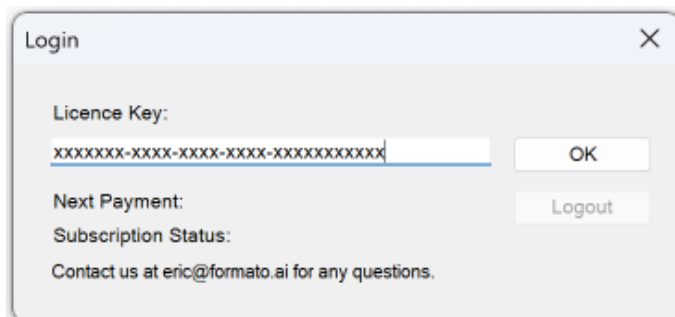 Login
Licence Key:
xxxxxxx-xxxx-xxxx-xxxx-xxxxxxxxxxx
OK
Next Payment:
Logout
Subscription Status:
Contact us at eric@formato.ai for any questions.